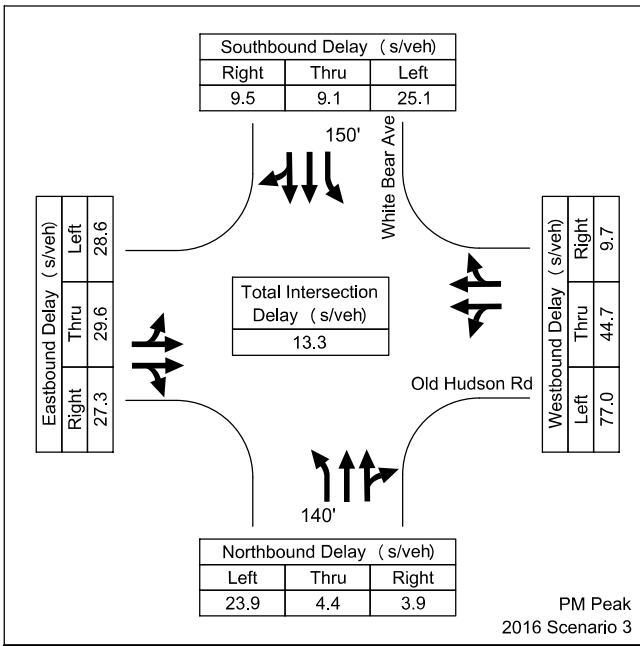 Southbound Delay ( s/veh)
Right Thru Left
9.5 9.1 25.1
150'
White Bear Ave
Eastbound Delay ( s/veh)
Right Thru Left
27.3 29.6 28.6
Total Intersection
Delay ( s/veh)
13.3
Westbound Delay ( s/veh)
Left Thru Right
77.0 44.7 9.7
Old Hudson Rd
140'
Northbound Delay ( s/veh)
Left Thru Right
23.9 4.4 3.9
PM Peak
2016 Scenario 3